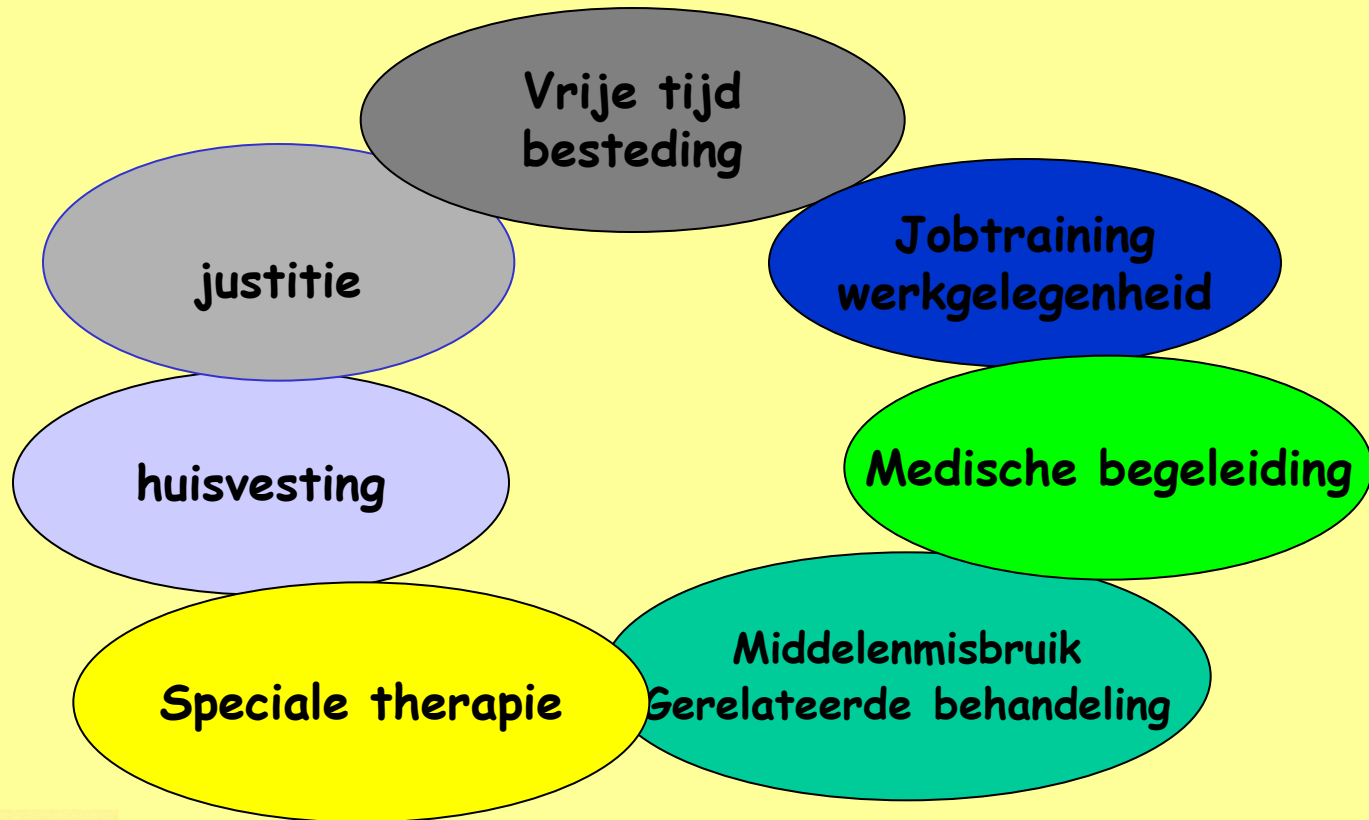 Vrije tijd
besteding
justitie
Jobtraining
werkgelegenheid
huisvesting
Medische begeleiding
Speciale therapie
Middelenmisbruik
Gerelateerde behandeling